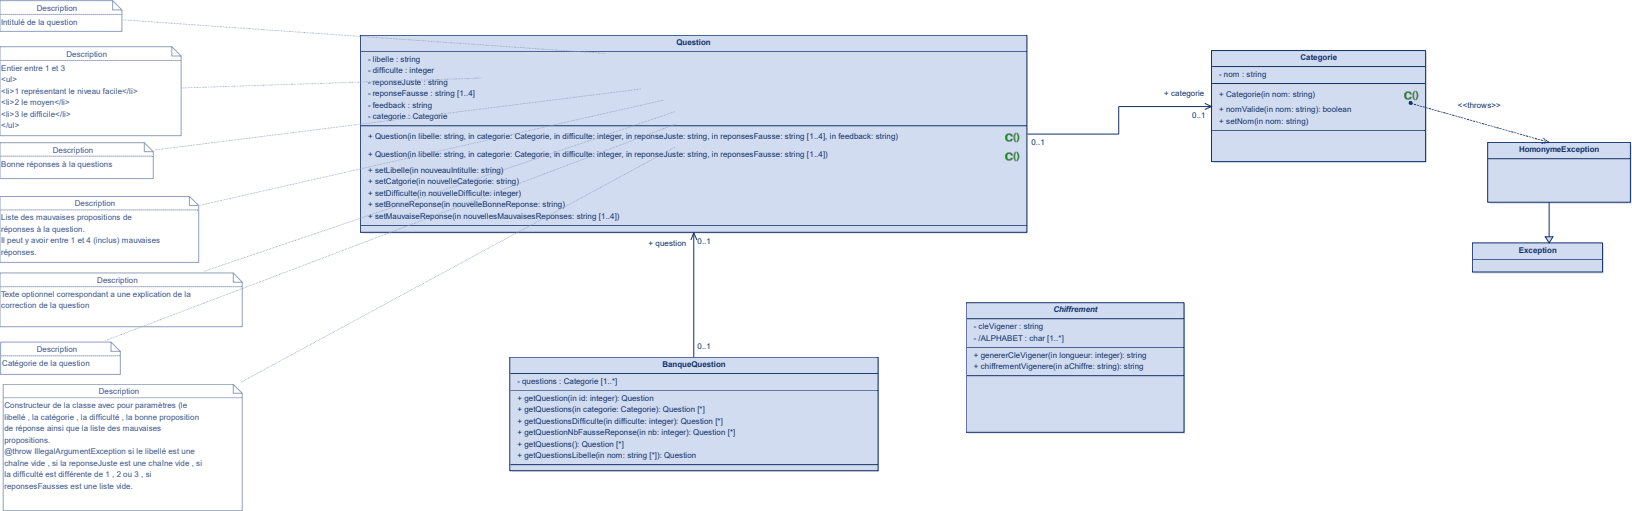 Description
Intitulé de la question
Description
Entier entre 1 et 3
<ul>
<li>1 représentant le niveau facile</li>
<li>2 le moyen</li>
<li>3 le difficile</li>
</ul>
Description
Bonne réponses à la questions
Description
Liste des mauvaises propositions de
réponses à la question.
Il peut y avoir entre 1 et 4 (inclus) mauvaises
réponses.
Description
Texte optionnel correspondant a une explication de la
correction de la question
Description
Catégorie de la question
Description
Constructeur de la classe avec pour paramètres (le
libellé , la catégorie , la difficulté , la bonne proposition
de réponse ainsi que la liste des mauvaises
propositions.
@throw IllegalArgumentException si le libellé est une
chaîne vide , si la reponseJuste est une chaîne vide , si
la difficulté est différente de 1 , 2 ou 3 , si
reponsesFausses est une liste vide.
Question
- libelle : string
- difficulte : integer
- reponseJuste : string
- reponseFausse : string [1..4]
- feedback : string
- categorie : Categorie
+ Question(in libelle: string, in categorie: Categorie, in difficulte: integer, in reponseJuste: string, in reponsesFausse: string [1..4], in feedback: string)
C()
+ Question(in libelle: string, in categorie: Categorie, in difficulte: integer, in reponseJuste: string, in reponsesFausse: string [1..4])
C()
+ setLibelle(in nouveauIntitulle: string)
+ setCatgorie(in nouvelleCategorie: string)
+ setDifficulte(in nouvelleDifficulte: integer)
+ setBonneReponse(in nouvelleBonneReponse: string)
+ setMauvaiseReponse(in nouvellesMauvaisesReponses: string [1..4])
0..1
+ categorie
0..1
Categorie
- nom : string
+ Categorie(in nom: string)
C()
+ nomValide(in nom: string): boolean
+ setNom(in nom: string)
<<throws>>
HomonymeException
Exception
+ question
0..1
0..1
BanqueQuestion
- questions : Categorie [1..*]
+ getQuestion(in id: integer): Question
+ getQuestions(in categorie: Categorie): Question [*]
+ getQuestionsDifficulte(in difficulte: integer): Question [*]
+ getQuestionNbFausseReponse(in nb: integer): Question [*]
+ getQuestions(): Question [*]
+ getQuestionsLibelle(in nom: string [*]): Question
Chiffrement
- cleVigener : string
- /ALPHABET : char [1..*]
+ genererCleVigener(in longueur: integer): string
+ chiffrementVigenere(in aChiffre: string): string